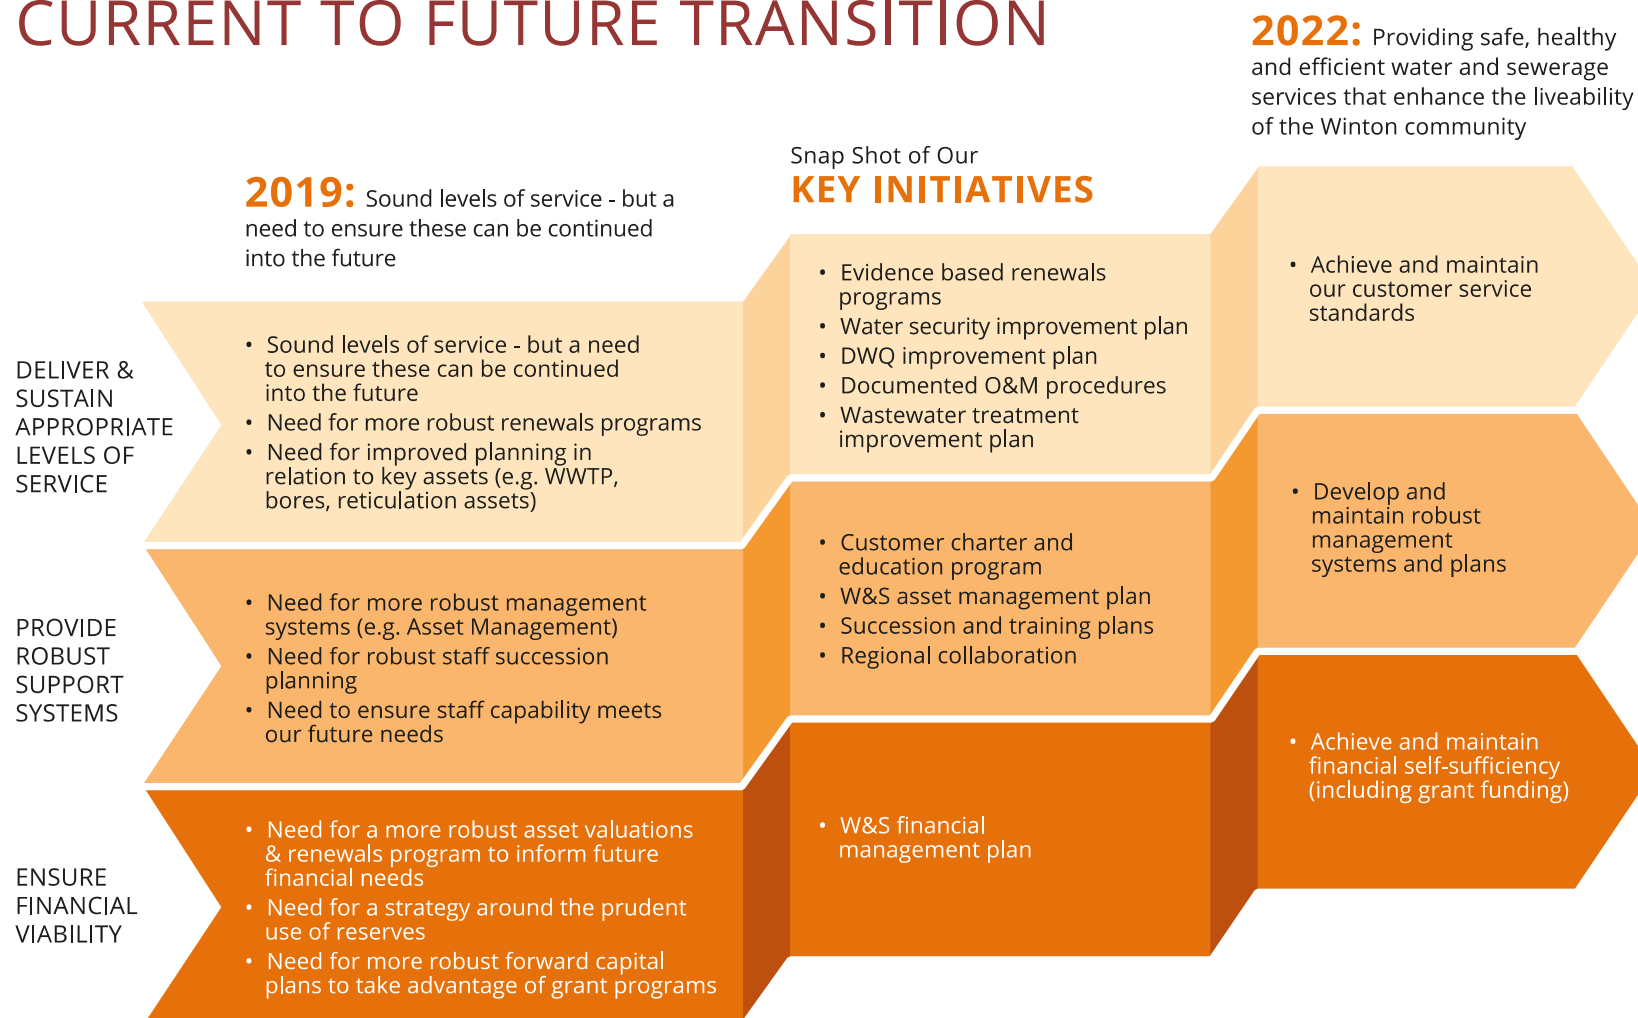 CURRENT TO FUTURE TRANSITION
2022: Providing safe, healthy
and efficient water and sewerage
services that enhance the liveability
of the Winton community
Snap Shot of Our
KEY INITIATIVES
2019: Sound levels of service - but a
need to ensure these can be continued
into the future
DELIVER &
SUSTAIN
APPROPRIATE
LEVELS OF
SERVICE
• Sound levels of service - but a need
to ensure these can be continued
into the future
• Need for more robust renewals programs
• Need for improved planning in
relation to key assets (e.g. WWTP,
bores, reticulation assets)
• Evidence based renewals
programs
• Water security improvement plan
• DWQ improvement plan
• Documented O&M procedures
• Wastewater treatment
improvement plan
• Achieve and maintain
our customer service
standards
PROVIDE
ROBUST
SUPPORT
SYSTEMS
• Need for more robust management
systems (e.g. Asset Management)
• Need for robust staff succession
planning
• Need to ensure staff capability meets
our future needs
• Customer charter and
education program
• W&S asset management plan
• Succession and training plans
• Regional collaboration
• Develop and
maintain robust
management
systems and plans
ENSURE
FINANCIAL
VIABILITY
• Need for a more robust asset valuations
& renewals program to inform future
financial needs
• Need for a strategy around the prudent
use of reserves
• Need for more robust forward capital
plans to take advantage of grant programs
• W&S financial
management plan
• Achieve and maintain
financial self-sufficiency
(including grant funding)